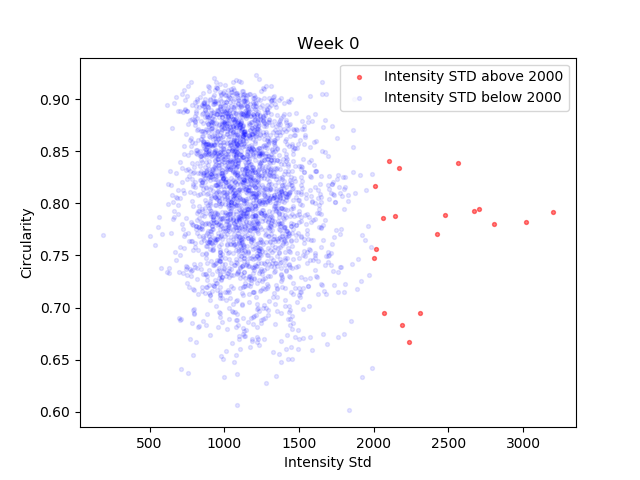 Week 0
Intensity STD above 2000
Intensity STD below 2000
0.90
0.85
0.80
0.75
0.70
0.65
0.60
Circularity
500 1000 1500 2000 2500 3000
Intensity Std